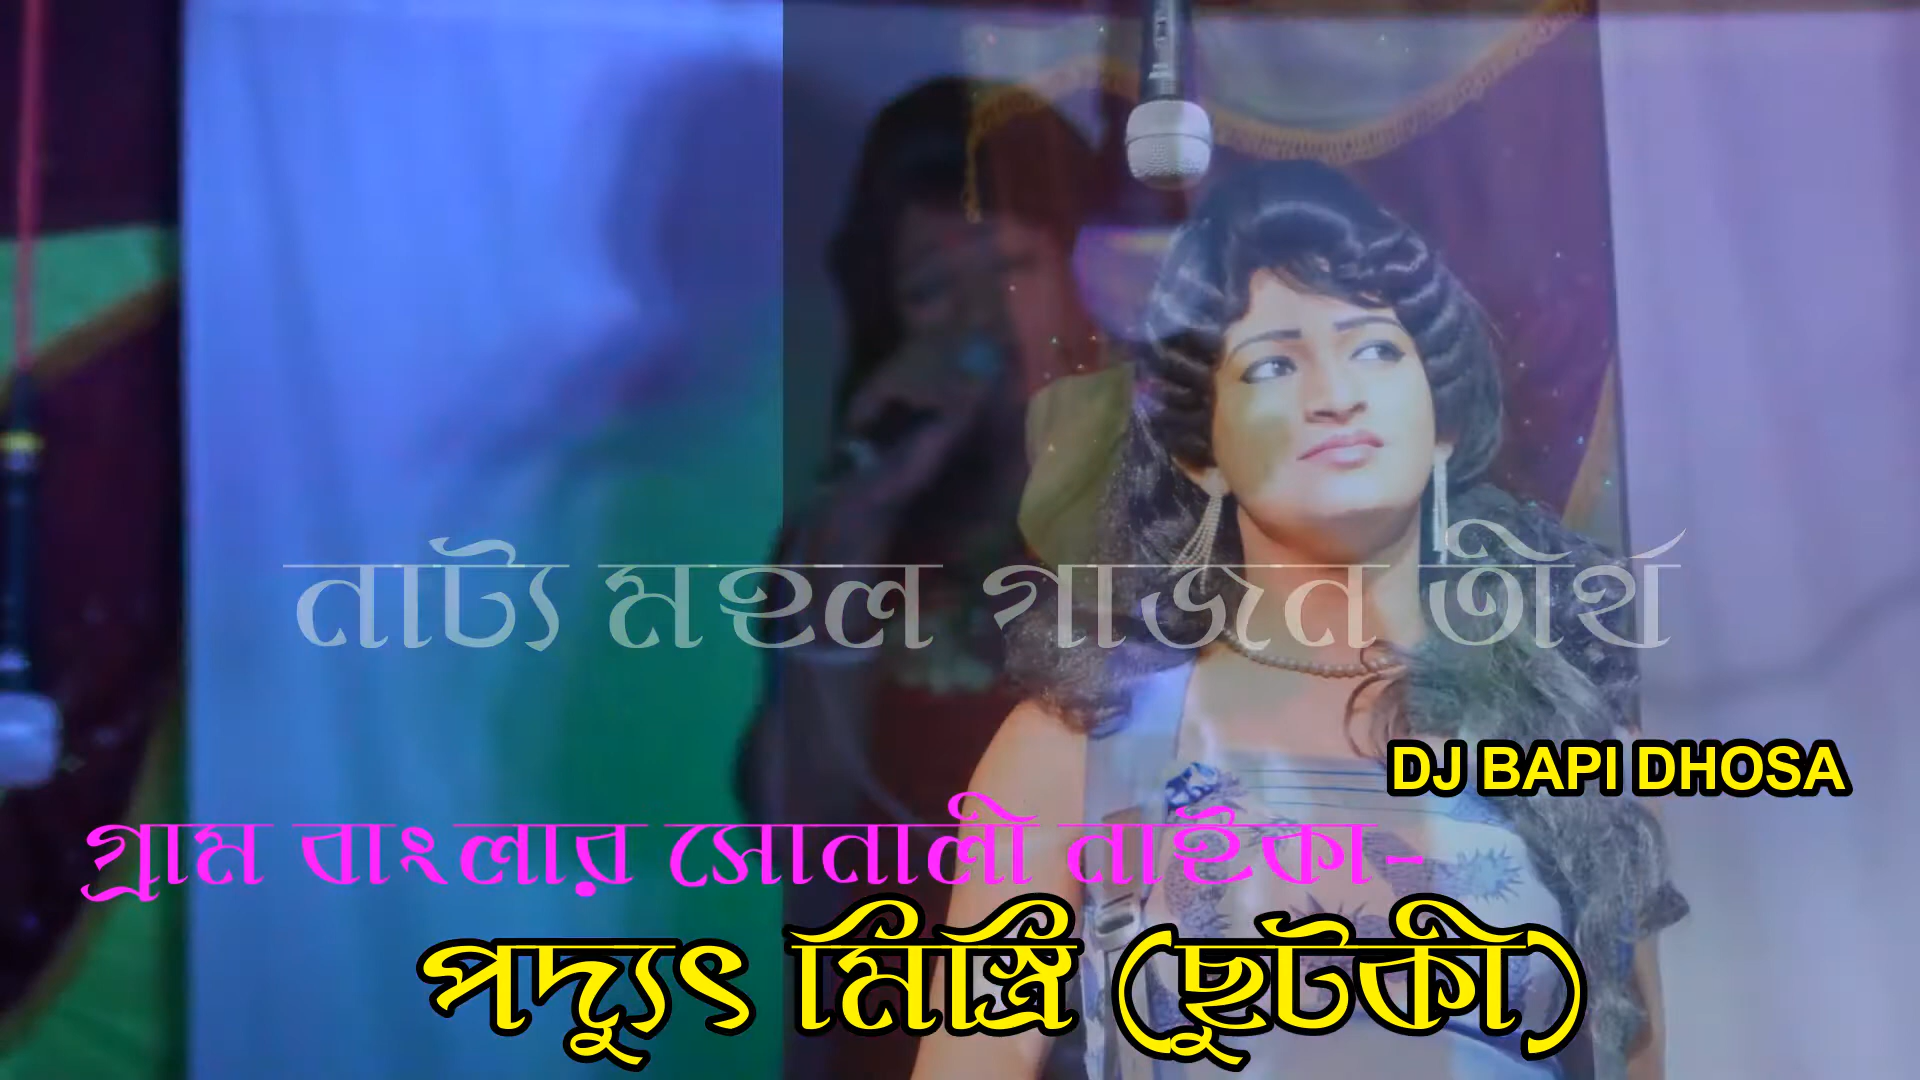 নাট্য মহল গাজন তীর্থ
DJ BAPI DHOSA
গ্রাম বাংলার সোনালী নাইকা-
পদ্যুৎ মিস্ত্রি (ছুটকী)